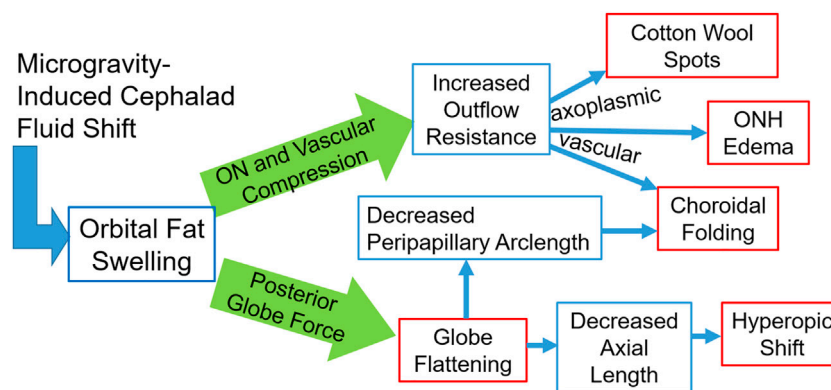 Microgravity-
Induced Cephalad
Fluid Shift
Orbital Fat
Swelling
ON and Vascular
Compression
Posterior
Globe Force
Increased
Outflow
Resistance
axoplasmic
vascular
Cotton Wool
Spots
ONH
Edema
Choroidal
Folding
Decreased
Peripapillary Arclength
Globe
Flattening
Decreased
Axial
Length
Hyperopic
Shift